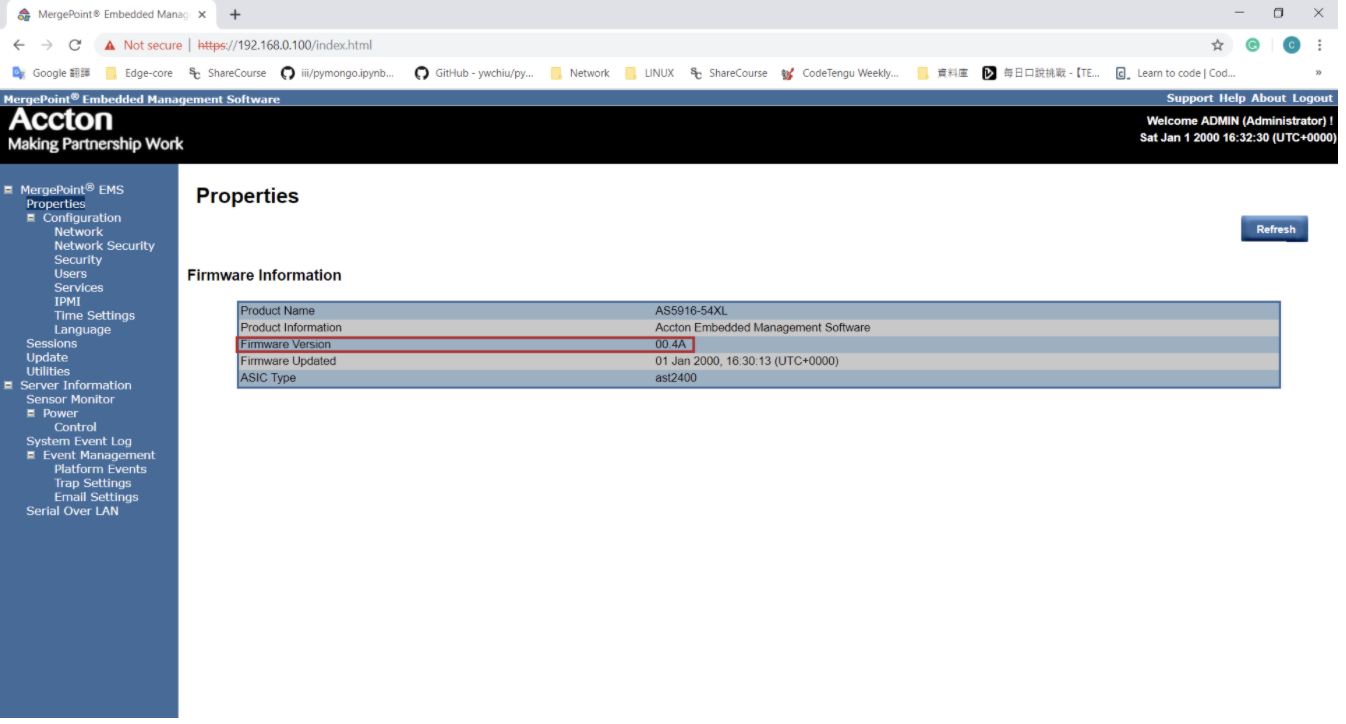 MergePoint® Embedded Manag
Not secure | https://192.168.0.100/index.html
Google 翻譯 Edge-core ShareCourse iii/pymongo.ipynb... GitHub - ywchiu/py... Network LINUX ShareCourse CodeTengu Weekly... 資料庫 每日口說挑戰 -【TE... Learn to code | Cod... »
MergePoint® Embedded Management Software Support Help About Logout
Accton
Making Partnership Work
Welcome ADMIN (Administrator) !
Sat Jan 1 2000 16:32:30 (UTC+0000)
MergePoint® EMS
Properties
Configuration
Network
Network Security
Security
Users
Services
IPMI
Time Settings
Language
Sessions
Update
Utilities
Server Information
Sensor Monitor
Power
Control
System Event Log
Event Management
Platform Events
Trap Settings
Email Settings
Serial Over LAN
Properties
Refresh
Firmware Information
Product Name AS5916-54XL
Product Information Accton Embedded Management Software
Firmware Version 00.4A
Firmware Updated 01 Jan 2000, 16:30:13 (UTC+0000)
ASIC Type ast2400